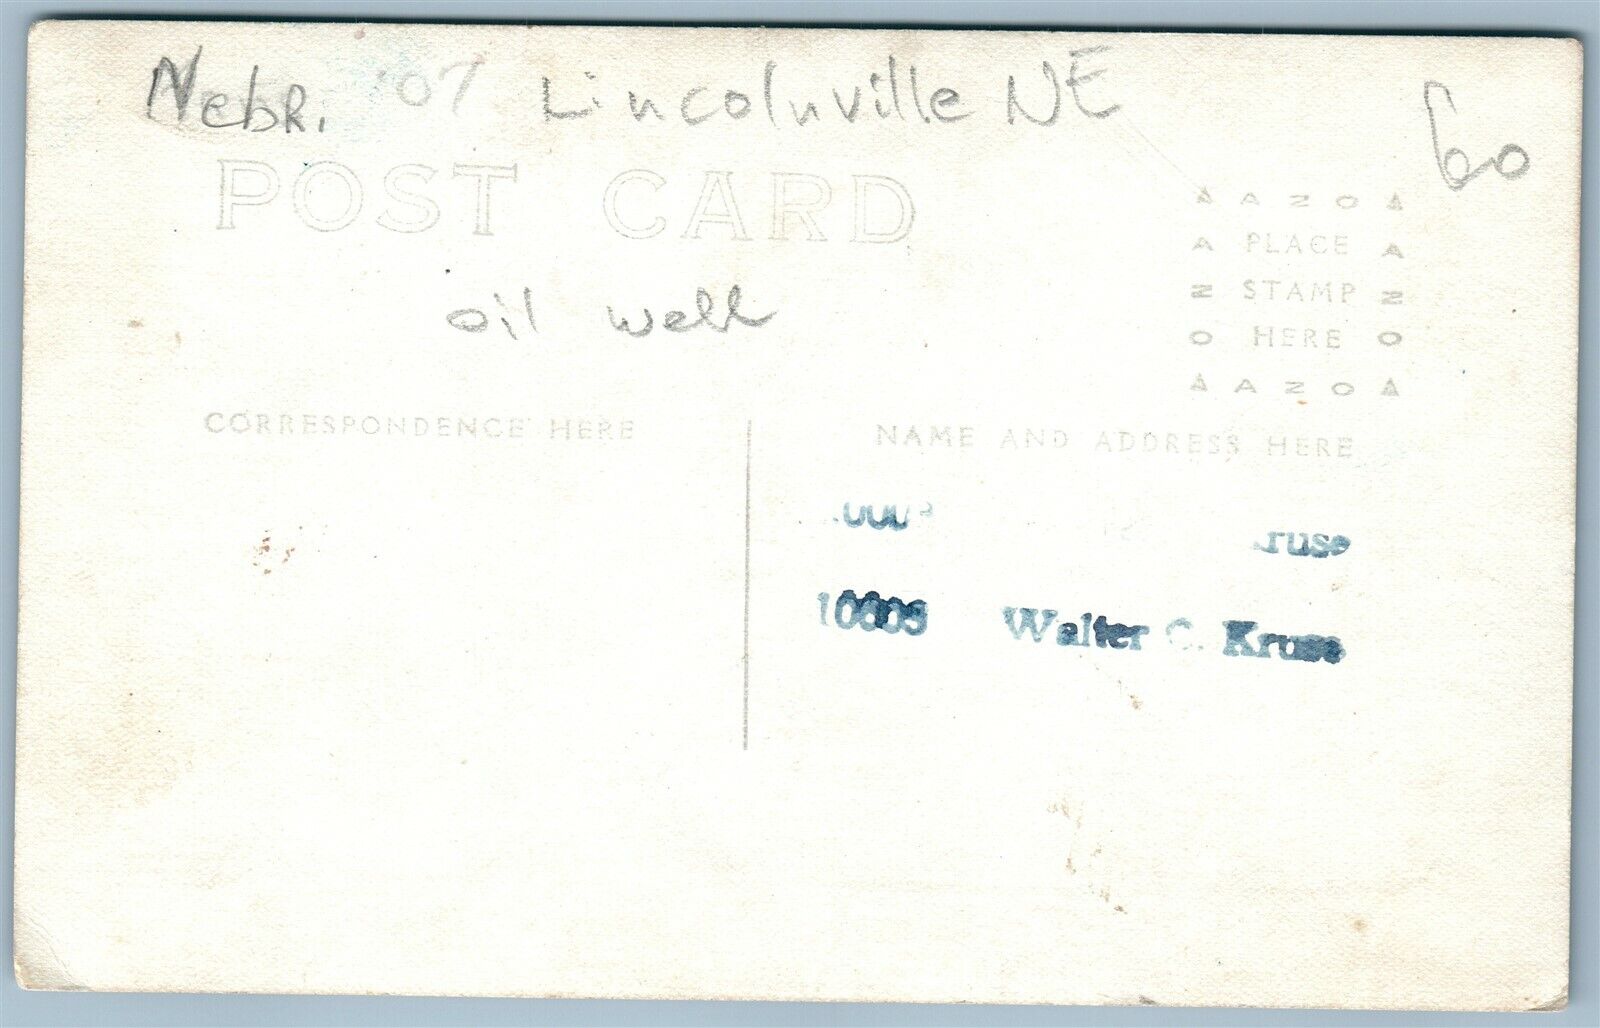 Nebr. '07 Lincolnville NE
60
POST CARD
AZO
A PLACE A
N STAMP N
O HERE O
AZO
oil well
CORRESPONDENCE HERE
NAME AND ADDRESS HERE
ruse
Walter C. Kruse